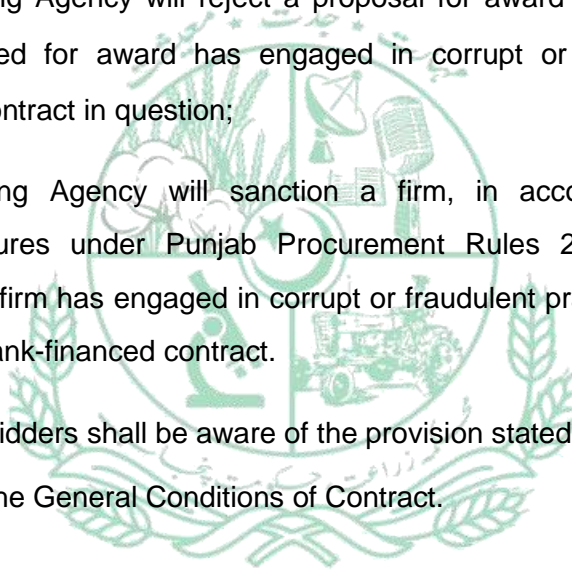 ng Agency will reject a proposal for award
ed for award has engaged in corrupt or
ontract in question;
ng Agency will sanction a firm, in acco
ures under Punjab Procurement Rules 2
firm has engaged in corrupt or fraudulent pr
ank-financed contract.
idders shall be aware of the provision stated
ne General Conditions of Contract.